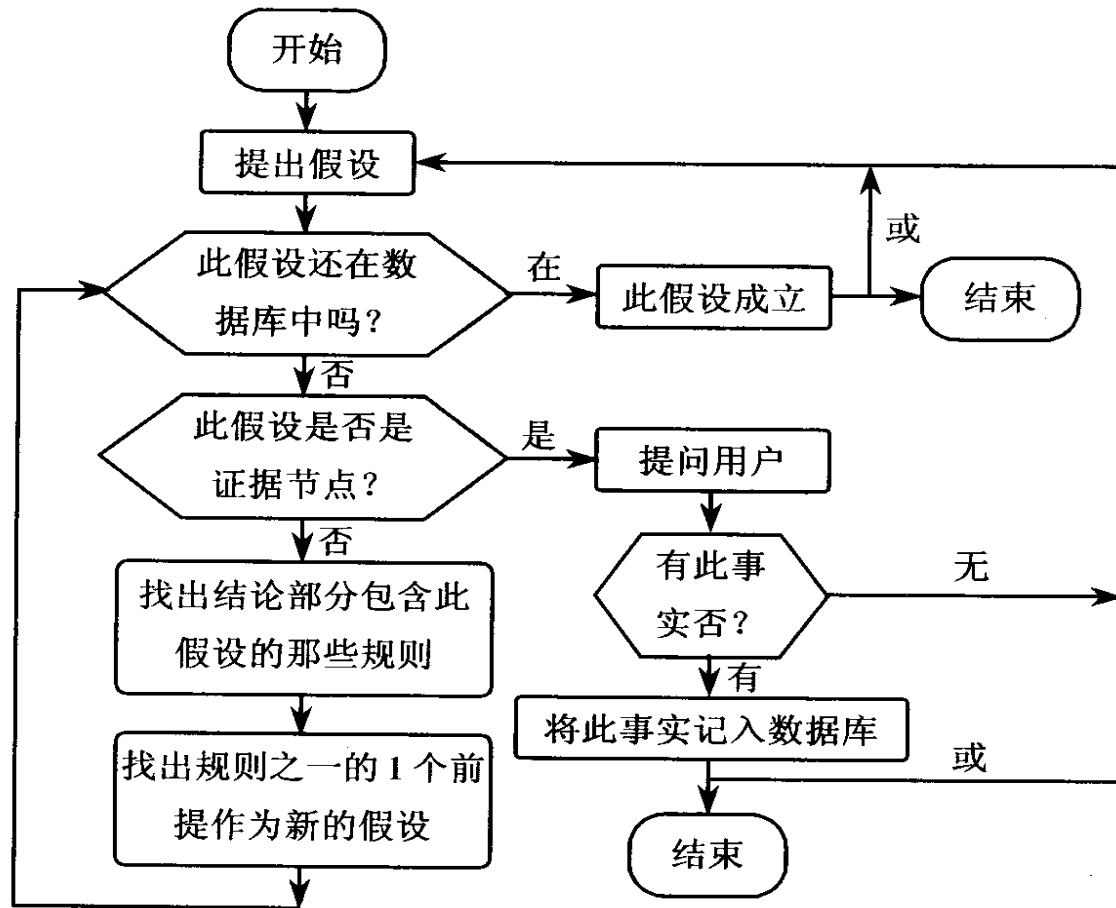 开始
提出假设
或
此假设还在数
据库中吗？
在
此假设成立
结束
否
此假设是否是
证据节点？
是
提问用户
否
有此事
实否？
无
找出结论部分包含此
假设的那些规则
有
将此事实记入数据库
找出规则之一的1个前
提作为新的假设
或
结束